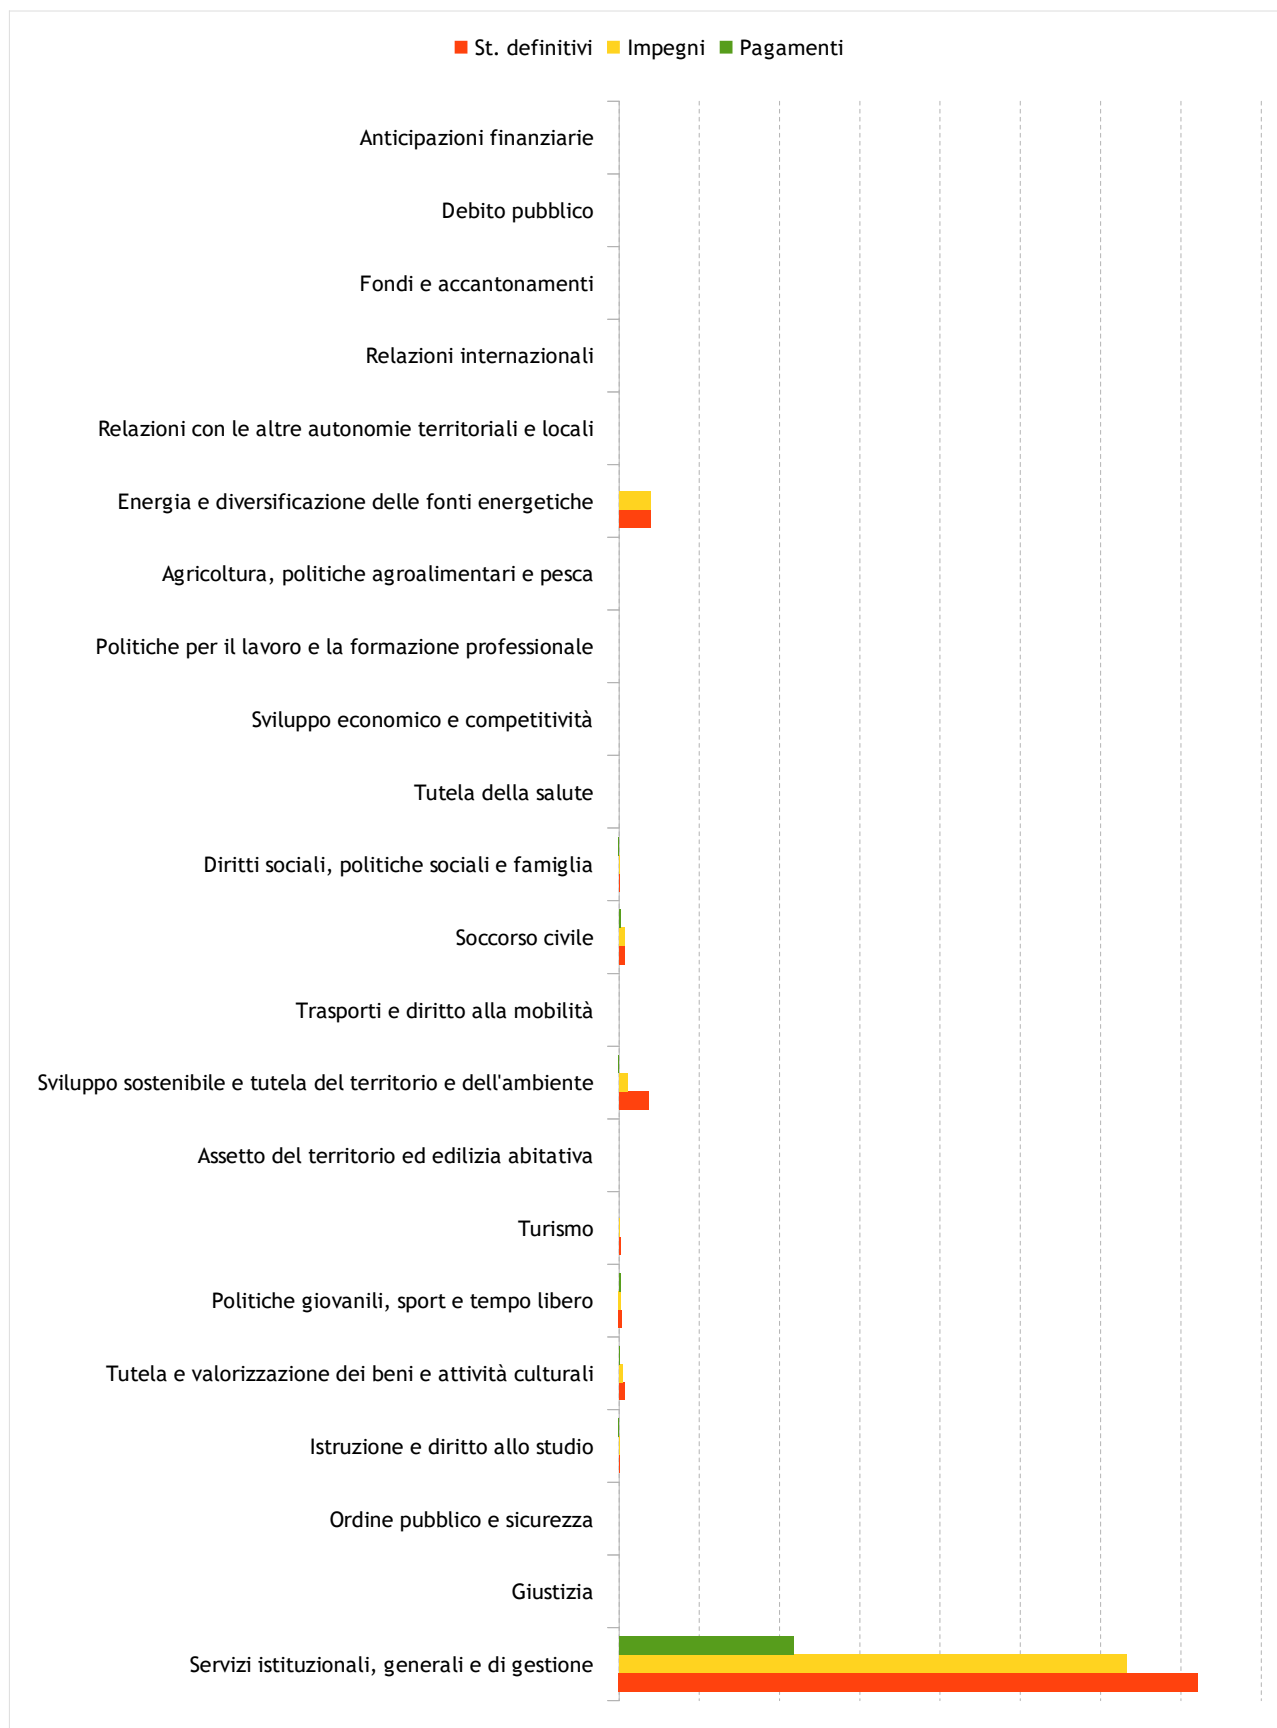 St. definitivi Impegni Pagamenti
Anticipazioni finanziarie
Debito pubblico
Fondi e accantonamenti
Relazioni internazionali
Relazioni con le altre autonomie territoriali e locali
Energia e diversificazione delle fonti energetiche
Agricoltura, politiche agroalimentari e pesca
Politiche per il lavoro e la formazione professionale
Sviluppo economico e competitività
Tutela della salute
Diritti sociali, politiche sociali e famiglia
Soccorso civile
Trasporti e diritto alla mobilità
Sviluppo sostenibile e tutela del territorio e dell'ambiente
Assetto del territorio ed edilizia abitativa
Turismo
Politiche giovanili, sport e tempo libero
Tutela e valorizzazione dei beni e attività culturali
Istruzione e diritto allo studio
Ordine pubblico e sicurezza
Giustizia
Servizi istituzionali, generali e di gestione